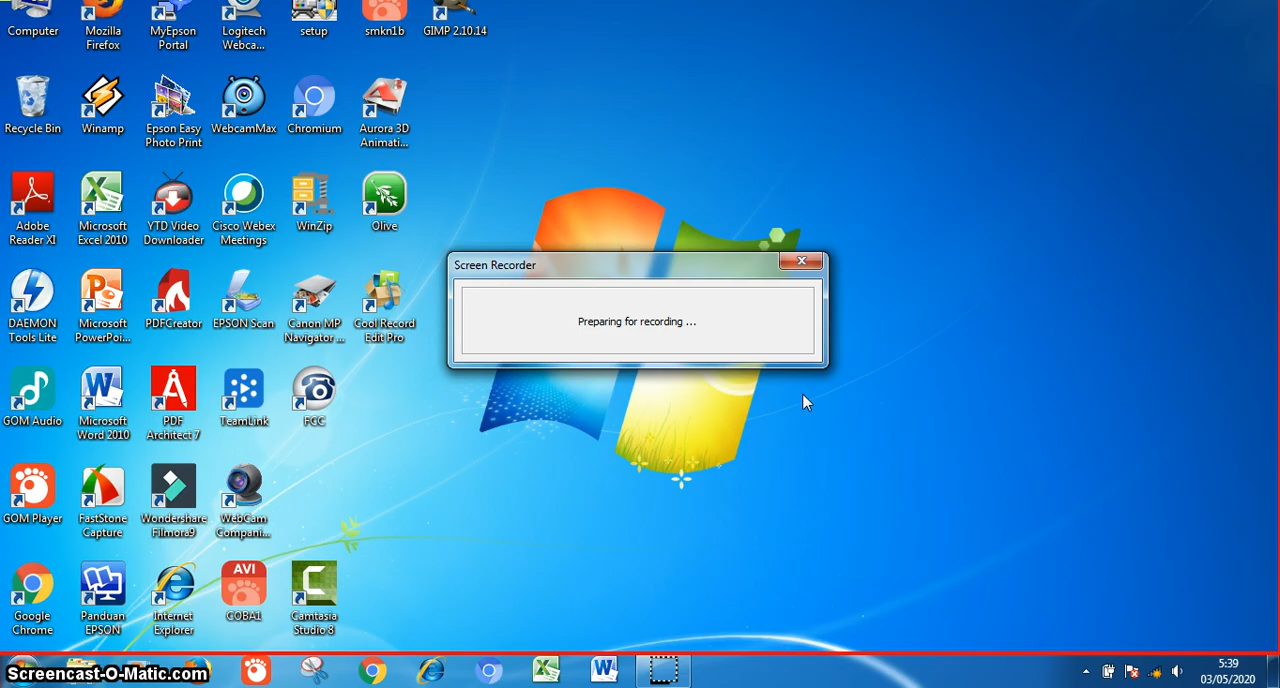 Computer
Mozilla
Firefox
MyEpson
Portal
Logitech
Webca...
setup
smkn1b
GIMP 2.10.14
Recycle Bin
Winamp
Epson Easy
Photo Print
WebcamMax
Chromium
Aurora 3D
Animati...
Adobe
Reader XI
Microsoft
Excel 2010
YTD Video
Downloader
Cisco Webex
Meetings
WinZip
Olive
DAEMON
Tools Lite
Microsoft
PowerPoi...
PDFCreator
EPSON Scan
Canon MP
Navigator ...
Cool Record
Edit Pro
GOM Audio
Microsoft
Word 2010
PDF
Architect 7
TeamLink
FCC
GOM Player
FastStone
Capture
Wondershare
Filmora9
WebCam
Compani...
Google
Chrome
Panduan
EPSON
Internet
Explorer
AVI
COBA1
Camtasia
Studio 8
Screen Recorder
Preparing for recording ...
Screencast-O-Matic.com
5:39
03/05/2020